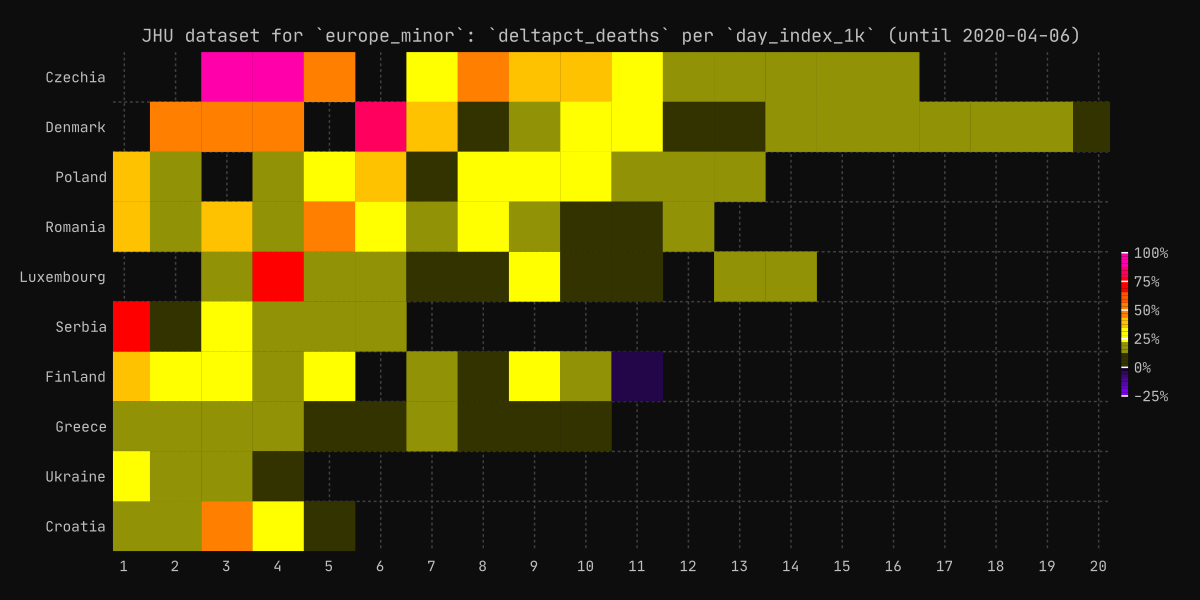 JHU dataset for `europe_minor`: `deltapct_deaths` per `day_index_1k` (until 2020-04-06)
Czechia
Denmark
Poland
Romania
Luxembourg
Serbia
Finland
Greece
Ukraine
Croatia
100%
75%
50%
25%
0%
-25%
1 2 3 4 5 6 7 8 9 10 11 12 13 14 15 16 17 18 19 20